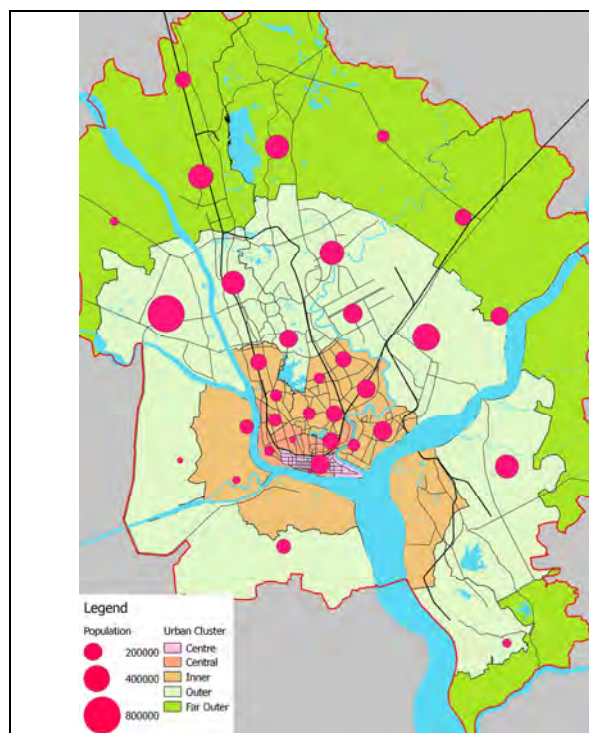 Legend
Population
200000
400000
800000
Urban Cluster
Centre
Central
Inner
Outer
Far Outer